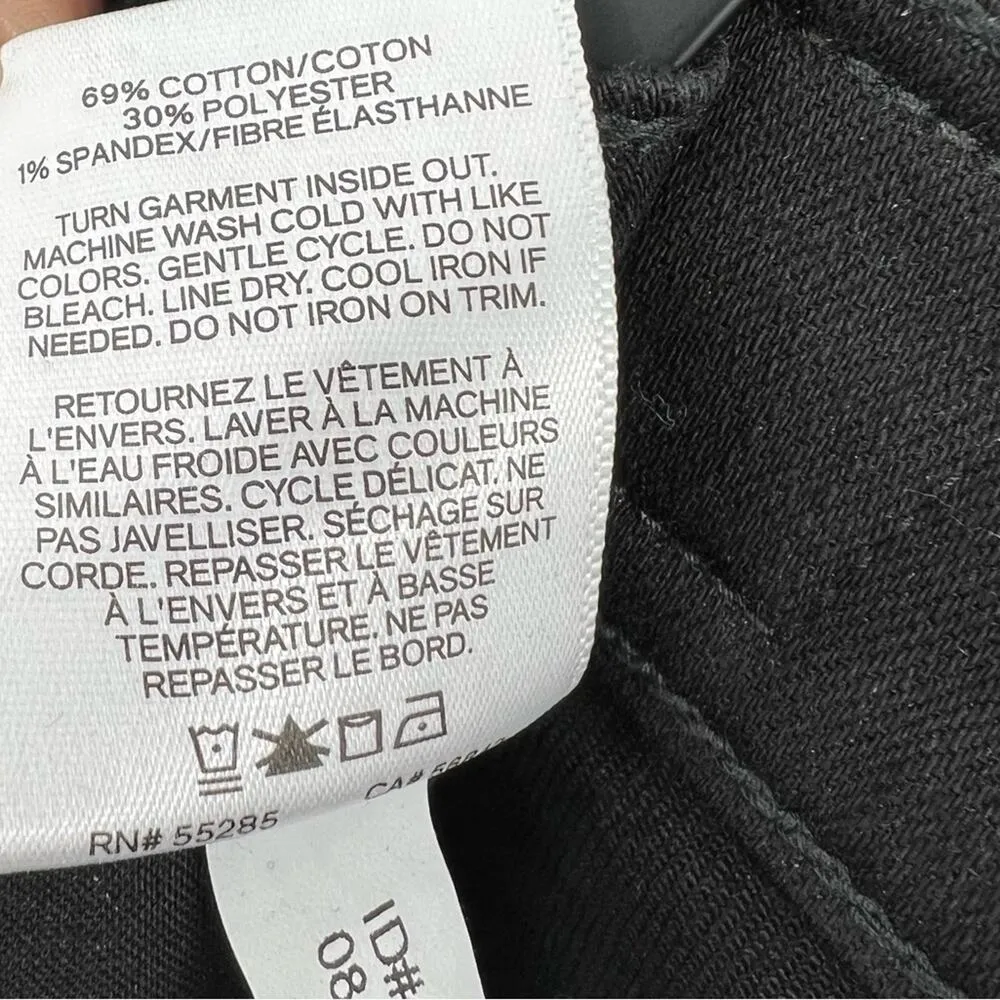 69% COTTON/COTON
30% POLYESTER
1% SPANDEX/FIBRE ÉLASTHANNE
TURN GARMENT INSIDE OUT.
MACHINE WASH COLD WITH LIKE
COLORS. GENTLE CYCLE. DO NOT
BLEACH. LINE DRY. COOL IRON IF
NEEDED. DO NOT IRON ON TRIM.
RETOURNEZ LE VÊTEMENT À
L'ENVERS. LAVER À LA MACHINE
À L'EAU FROIDE AVEC COULEURS
SIMILAIRES. CYCLE DÉLICAT. NE
PAS JAVELLISER. SÉCHAGE SUR
CORDE. REPASSER LE VÊTEMENT
À L'ENVERS ET À BASSE
TEMPÉRATURE. NE PAS
REPASSER LE BORD.
RN# 55285
CA#
ID#
08